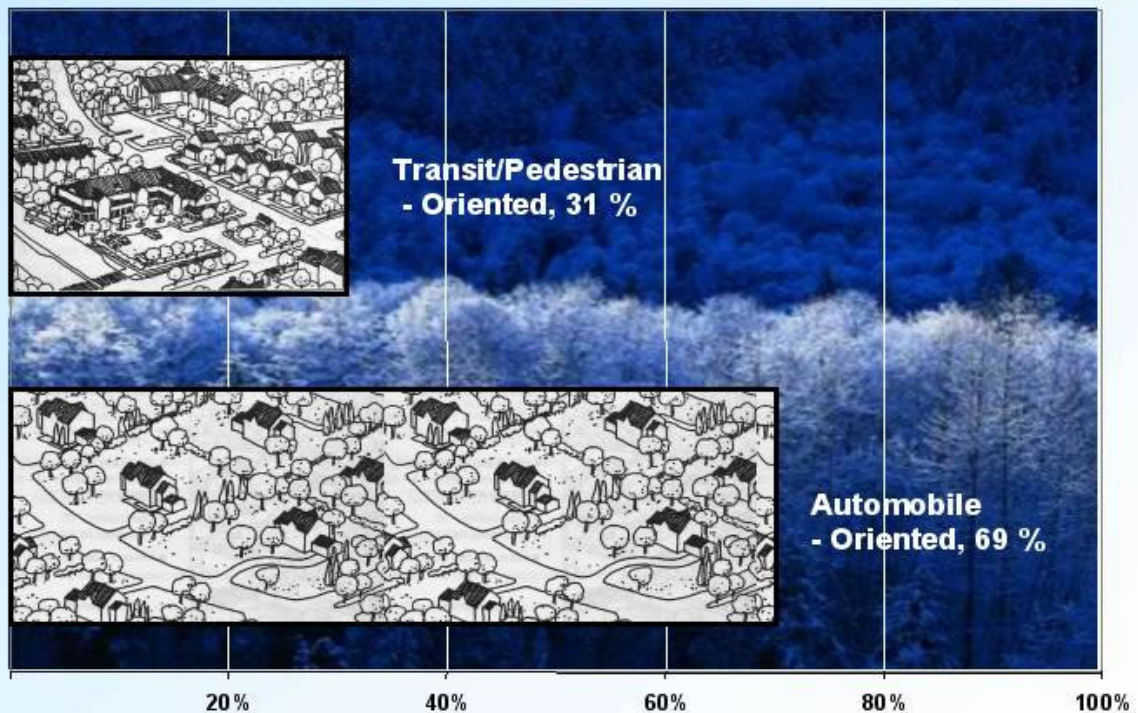 Transit/Pedestrian
- Oriented, 31 %
Automobile
- Oriented, 69 %
20% 40% 60% 80% 100%